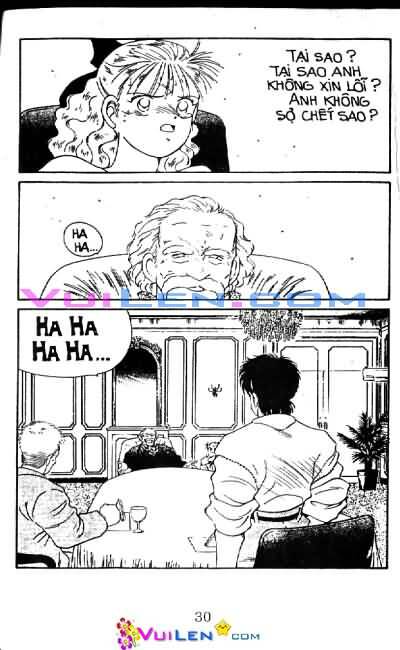 TẠI SAO?
TẠI SAO ANH
KHÔNG XIN LỖI?
ANH KHÔNG
SỢ CHẾT SAO?
HA
HA...
VUILEN.COM
HA HA
HA HA...
30
VUILEN.COM